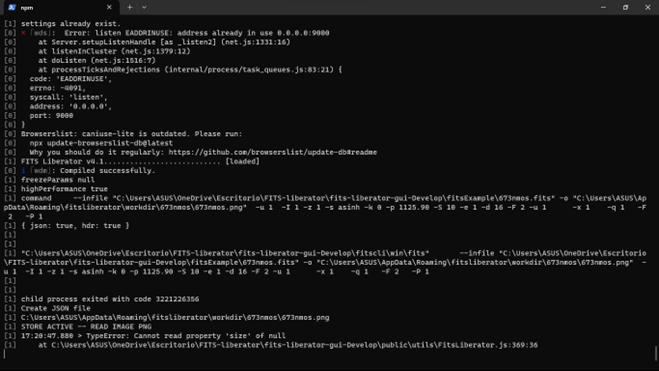 npm
[1] settings already exist.
[0] × ｢wds｣:  Error: listen EADDRINUSE: address already in use 0.0.0.0:9000
[0]     at Server.setupListenHandle [as _listen2] (net.js:1331:16)
[0]     at listenInCluster (net.js:1379:12)
[0]     at doListen (net.js:1516:7)
[0]     at processTicksAndRejections (internal/process/task_queues.js:83:21) {
[0]   code: 'EADDRINUSE',
[0]   errno: -4091,
[0]   syscall: 'listen',
[0]   address: '0.0.0.0',
[0]   port: 9000
[0] }
[0] Browserslist: caniuse-lite is outdated. Please run:
[0]   npx update-browserslist-db@latest
[0]   Why you should do it regularly: https://github.com/browserslist/update-db#readme
[1] FITS Liberator v4.1........................... [loaded]
[0] i ｢wdm｣: Compiled successfully.
[1] freezeParams null
[1] highPerformance true
[1] command     --infile "C:\Users\ASUS\OneDrive\Escritorio\FITS-liberator\fits-liberator-gui-Develop\fitsExample\673nmos.fits" -o "C:\Users\ASUS\Ap
pData\Roaming\fitsliberator\workdir\673nmos\673nmos.png"  -u 1  -I 1 -z 1 -s asinh -k 0 -p 1125.90 -S 10 -e 1 -d 16 -F 2 -u 1      -x 1    -q 1   -F
 2   -P 1
[1] { json: true, hdr: true }
[1]
[1]
[1] "C:\Users\ASUS\OneDrive\Escritorio\FITS-liberator\fits-liberator-gui-Develop\fitscli\win\fits"      --infile "C:\Users\ASUS\OneDrive\Escritorio
\FITS-liberator\fits-liberator-gui-Develop\fitsExample\673nmos.fits" -o "C:\Users\ASUS\AppData\Roaming\fitsliberator\workdir\673nmos\673nmos.png"  -
u 1  -I 1 -z 1 -s asinh -k 0 -p 1125.90 -S 10 -e 1 -d 16 -F 2 -u 1      -x 1    -q 1   -F 2   -P 1
[1]
[1]
[1] child process exited with code 3221226356
[1] Create JSON file
[1] C:\Users\ASUS\AppData\Roaming\fitsliberator\workdir\673nmos\673nmos.png
[1] STORE ACTIVE -- READ IMAGE PNG
[1] 17:20:47.880 > TypeError: Cannot read property 'size' of null
[1]     at C:\Users\ASUS\OneDrive\Escritorio\FITS-liberator\fits-liberator-gui-Develop\public\utils\FitsLiberator.js:369:36